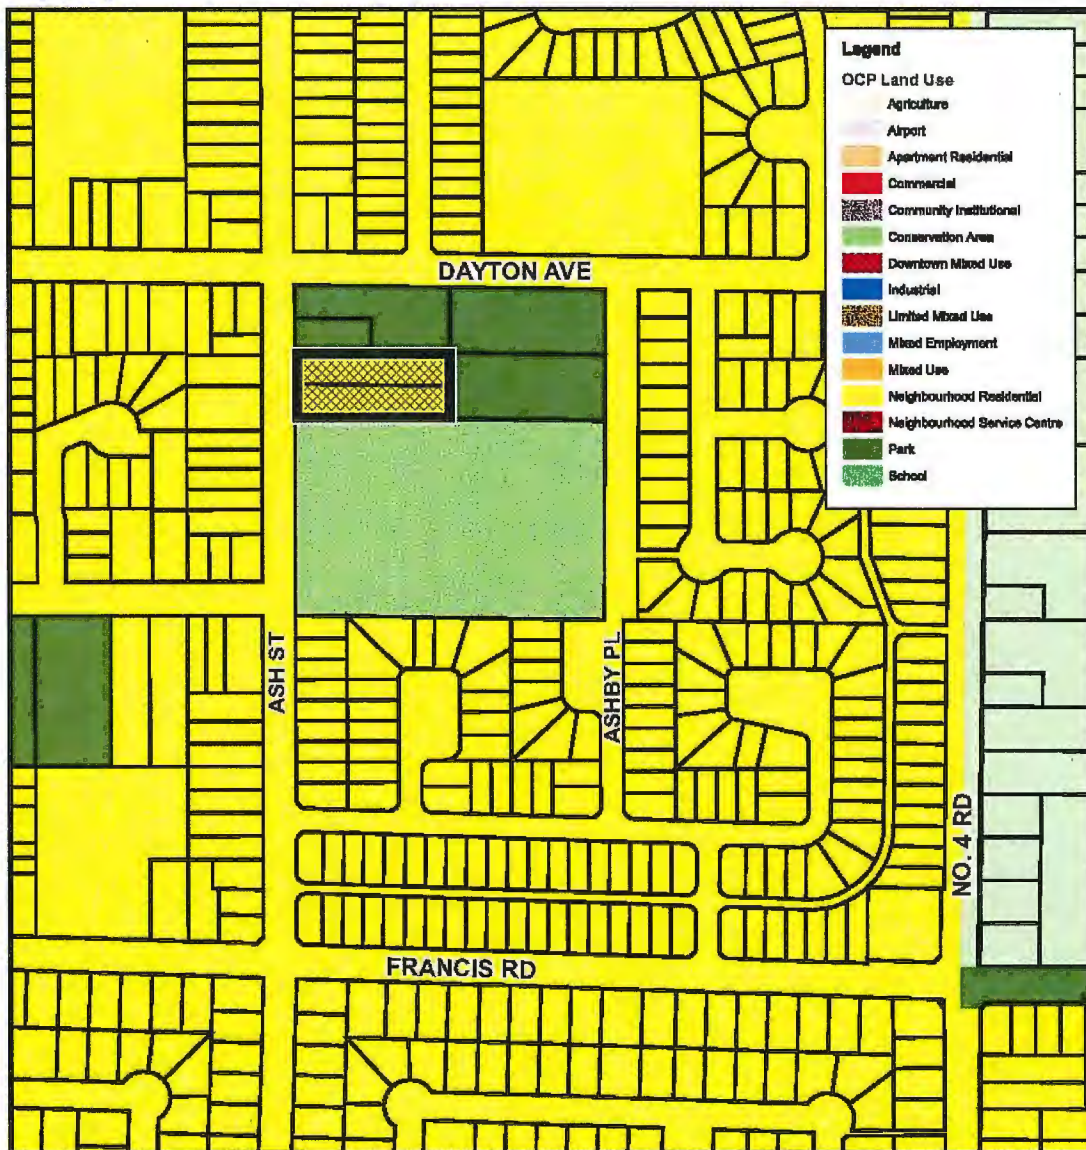 Legend
OCP Land Use
Agriculture
Airport
Apartment Residential
Commercial
Community Institutional
Conservation Area
Downtown Mixed Use
Industrial
Limited Mixed Use
Mixed Employment
Mixed Use
Neighbourhood Residential
Neighbourhood Service Centre
Park
School
DAYTON AVE
ASH ST
ASHBY PL
NO. 4 RD
FRANCIS RD